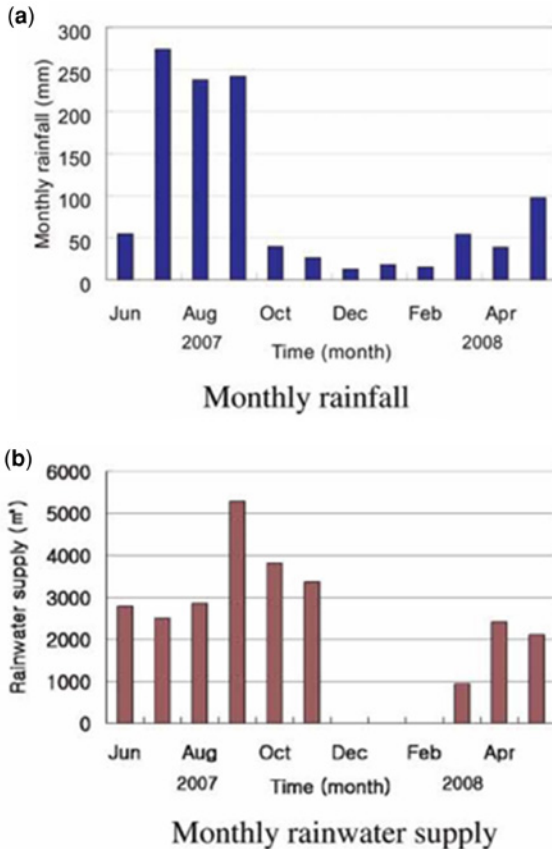 (a)
Monthly rainfall (mm)
300
250
200
150
100
50
0
Jun Aug Oct Dec Feb Apr
2007 Time (month) 2008
Monthly rainfall
(b)
Rainwater supply (㎥)
6000
5000
4000
3000
2000
1000
0
Jun Aug Oct Dec Feb Apr
2007 Time (month) 2008
Monthly rainwater supply